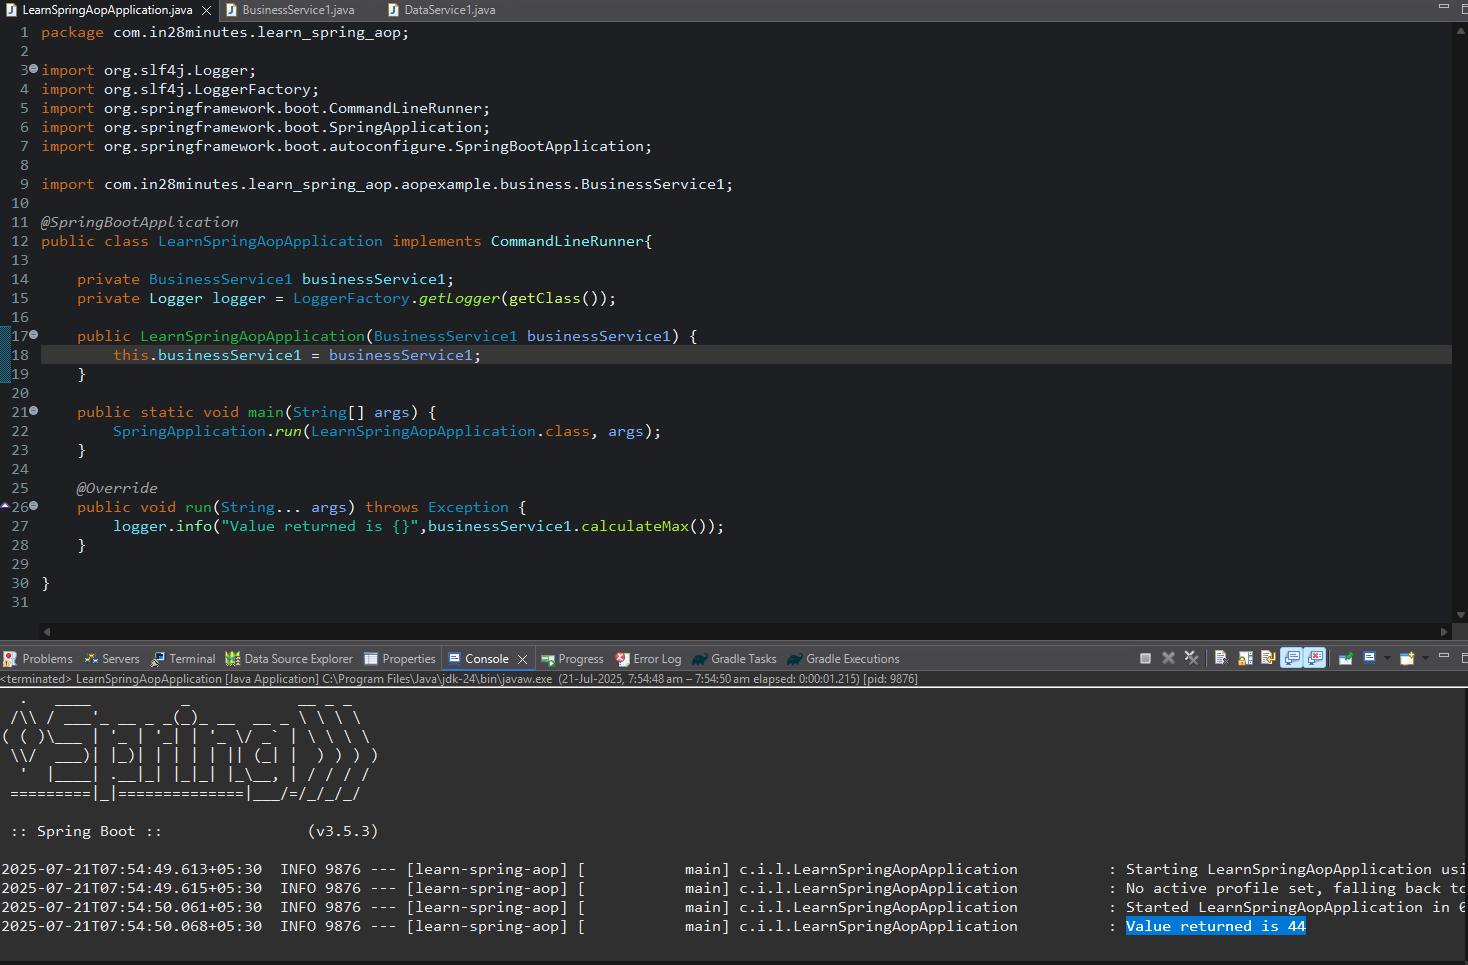 LearnSpringAopApplication.java BusinessService1.java DataService1.java
1 package com.in28minutes.learn_spring_aop;
2
3 import org.slf4j.Logger;
4 import org.slf4j.LoggerFactory;
5 import org.springframework.boot.CommandLineRunner;
6 import org.springframework.boot.SpringApplication;
7 import org.springframework.boot.autoconfigure.SpringBootApplication;
8
9 import com.in28minutes.learn_spring_aop.aopexample.business.BusinessService1;
10
11 @SpringBootApplication
12 public class LearnSpringAopApplication implements CommandLineRunner{
13
14     private BusinessService1 businessService1;
15     private Logger logger = LoggerFactory.getLogger(getClass());
16
17     public LearnSpringAopApplication(BusinessService1 businessService1) {
18         this.businessService1 = businessService1;
19     }
20
21     public static void main(String[] args) {
22         SpringApplication.run(LearnSpringAopApplication.class, args);
23     }
24
25     @Override
26     public void run(String... args) throws Exception {
27         logger.info("Value returned is {}",businessService1.calculateMax());
28     }
29
30 }
31
Problems Servers Terminal Data Source Explorer Properties Console Progress Error Log Gradle Tasks Gradle Executions
<terminated> LearnSpringAopApplication [Java Application] C:\Program Files\Java\jdk-24\bin\javaw.exe (21-Jul-2025, 7:54:48 am – 7:54:50 am elapsed: 0:00:01.215) [pid: 9876]
  .   ____          _            __ _ _
 /\\ / ___'_ __ _ _(_)_ __  __ _ \ \ \ \
( ( )\___ | '_ | '_| | '_ \/ _` | \ \ \ \
 \\/  ___)| |_)| | | | | || (_| |  ) ) ) )
  '  |____| .__|_| |_|_| |_\__, | / / / /
 =========|_|==============|___/=/_/_/_/
 :: Spring Boot ::                (v3.5.3)
2025-07-21T07:54:49.613+05:30  INFO 9876 --- [learn-spring-aop] [           main] c.i.l.LearnSpringAopApplication          : Starting LearnSpringAopApplication usi
2025-07-21T07:54:49.615+05:30  INFO 9876 --- [learn-spring-aop] [           main] c.i.l.LearnSpringAopApplication          : No active profile set, falling back to
2025-07-21T07:54:50.061+05:30  INFO 9876 --- [learn-spring-aop] [           main] c.i.l.LearnSpringAopApplication          : Started LearnSpringAopApplication in 0
2025-07-21T07:54:50.068+05:30  INFO 9876 --- [learn-spring-aop] [           main] c.i.l.LearnSpringAopApplication          : Value returned is 44